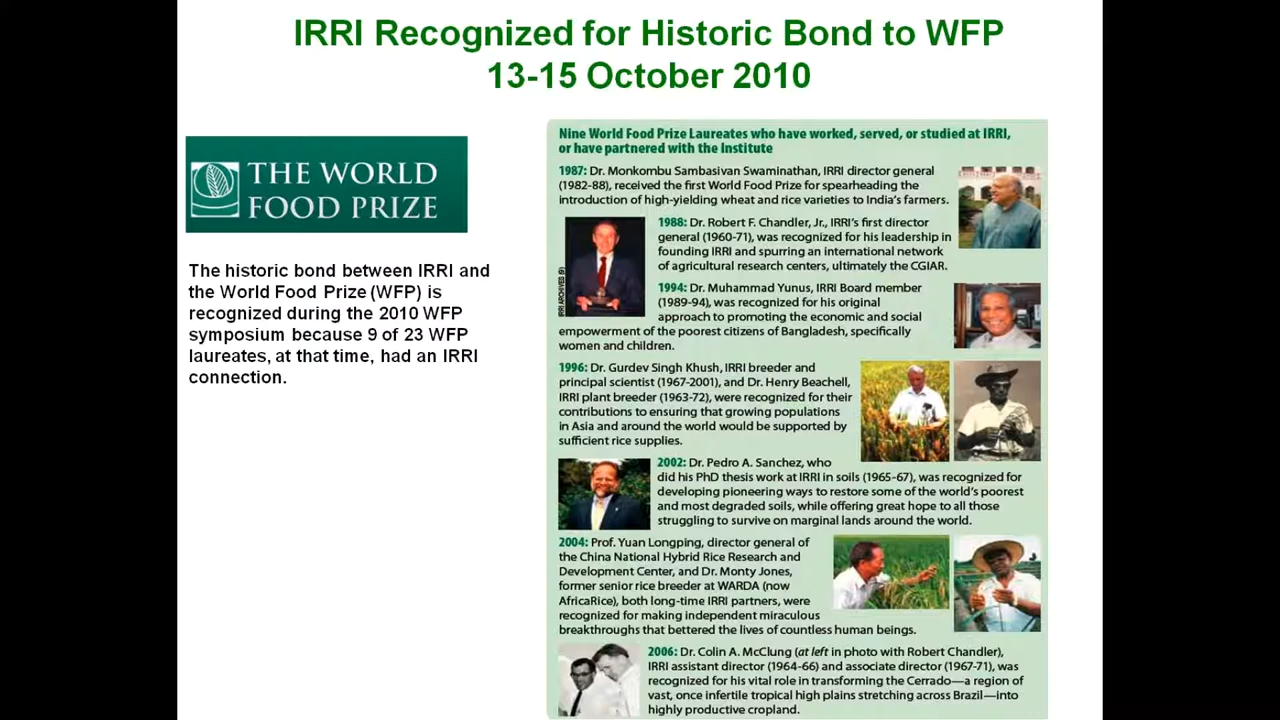 IRRI Recognized for Historic Bond to WFP
13-15 October 2010
THE WORLD
FOOD PRIZE
The historic bond between IRRI and
the World Food Prize (WFP) is
recognized during the 2010 WFP
symposium because 9 of 23 WFP
laureates, at that time, had an IRRI
connection.
Nine World Food Prize Laureates who have worked, served, or studied at IRRI,
or have partnered with the Institute
1987: Dr. Monkombu Sambasivan Swaminathan, IRRI director general
(1982-88), received the first World Food Prize for spearheading the
introduction of high-yielding wheat and rice varieties to India's farmers.
IRRI ARCHIVES (9)
1988: Dr. Robert F. Chandler, Jr., IRRI's first director
general (1960-71), was recognized for his leadership in
founding IRRI and spurring an international network
of agricultural research centers, ultimately the CGIAR.
1994: Dr. Muhammad Yunus, IRRI Board member
(1989-94), was recognized for his original
approach to promoting the economic and social
empowerment of the poorest citizens of Bangladesh, specifically
women and children.
1996: Dr. Gurdev Singh Khush, IRRI breeder and
principal scientist (1967-2001), and Dr. Henry Beachell,
IRRI plant breeder (1963-72), were recognized for their
contributions to ensuring that growing populations
in Asia and around the world would be supported by
sufficient rice supplies.
2002: Dr. Pedro A. Sanchez, who
did his PhD thesis work at IRRI in soils (1965-67), was recognized for
developing pioneering ways to restore some of the world's poorest
and most degraded soils, while offering great hope to all those
struggling to survive on marginal lands around the world.
2004: Prof. Yuan Longping, director general of
the China National Hybrid Rice Research and
Development Center, and Dr. Monty Jones,
former senior rice breeder at WARDA (now
AfricaRice), both long-time IRRI partners, were
recognized for making independent miraculous
breakthroughs that bettered the lives of countless human beings.
2006: Dr. Colin A. McClung (at left in photo with Robert Chandler),
IRRI assistant director (1964-66) and associate director (1967-71), was
recognized for his vital role in transforming the Cerrado—a region of
vast, once infertile tropical high plains stretching across Brazil—into
highly productive cropland.